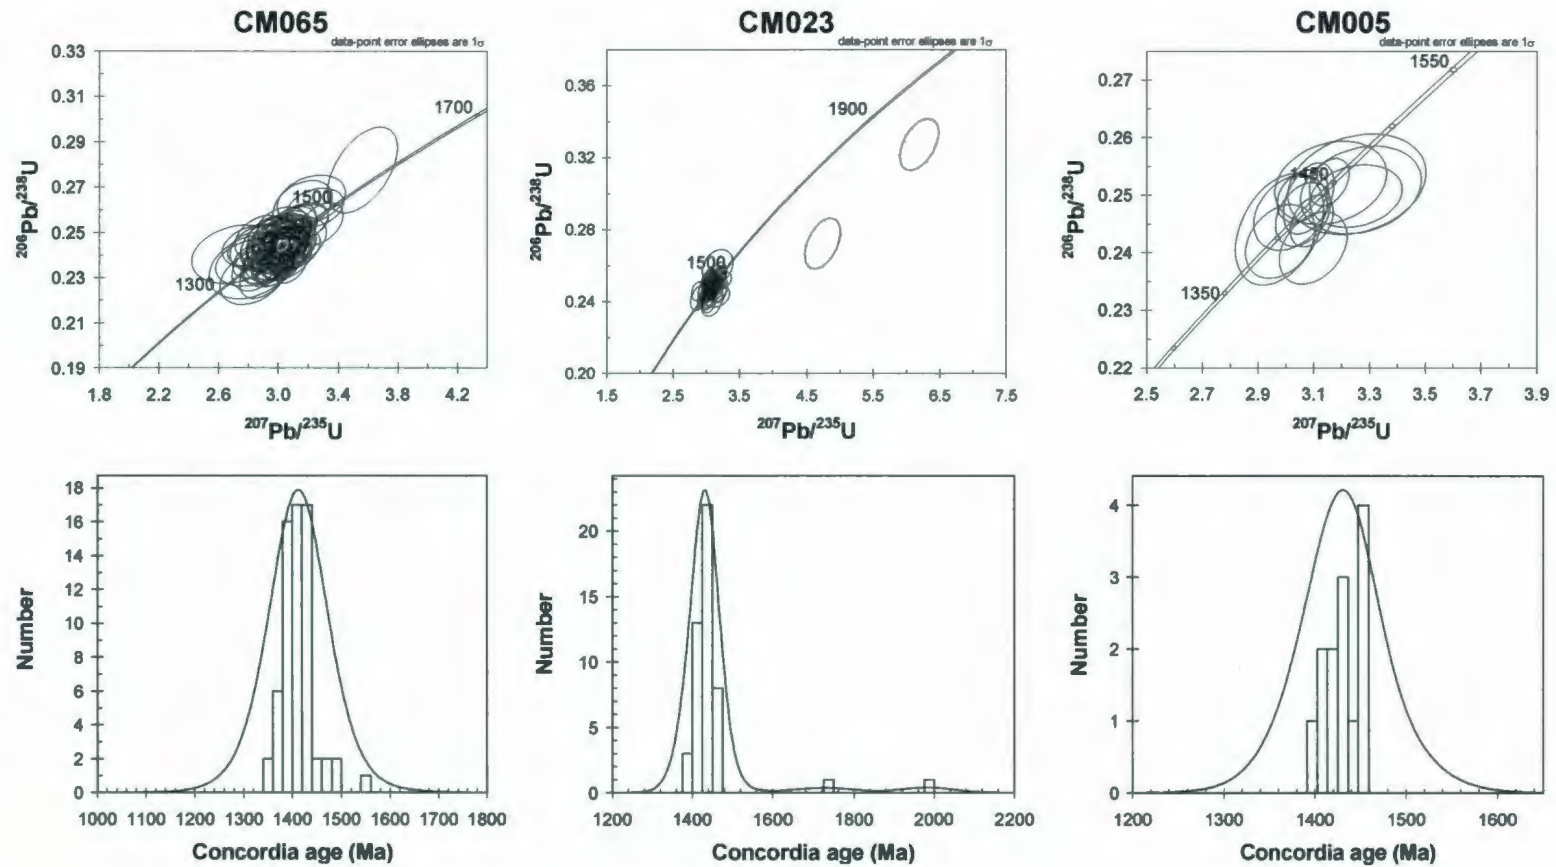 CM065
data-point error ellipses are 1σ
0.33
0.31
0.29
0.27
0.25
0.23
0.21
0.19
1700
1500
1300
1.8 2.2 2.6 3.0 3.4 3.8 4.2
206Pb/238U
207Pb/235U
CM023
data-point error ellipses are 1σ
0.36
0.32
0.28
0.24
0.20
1900
1500
1.5 2.5 3.5 4.5 5.5 6.5 7.5
206Pb/238U
207Pb/235U
CM005
data-point error ellipses are 1σ
0.27
0.26
0.25
0.24
0.23
0.22
1550
1450
1350
2.5 2.7 2.9 3.1 3.3 3.5 3.7 3.9
206Pb/238U
207Pb/235U
18
16
14
12
10
8
6
4
2
0
Number
1000 1100 1200 1300 1400 1500 1600 1700 1800
Concordia age (Ma)
20
15
10
5
0
Number
1200 1400 1600 1800 2000 2200
Concordia age (Ma)
4
3
2
1
0
Number
1200 1300 1400 1500 1600
Concordia age (Ma)